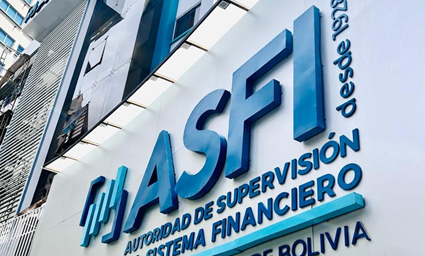 ASFI
desde 1928
AUTORIDAD DE SUPERVISIÓN
SISTEMA FINANCIERO
DE BOLIVIA